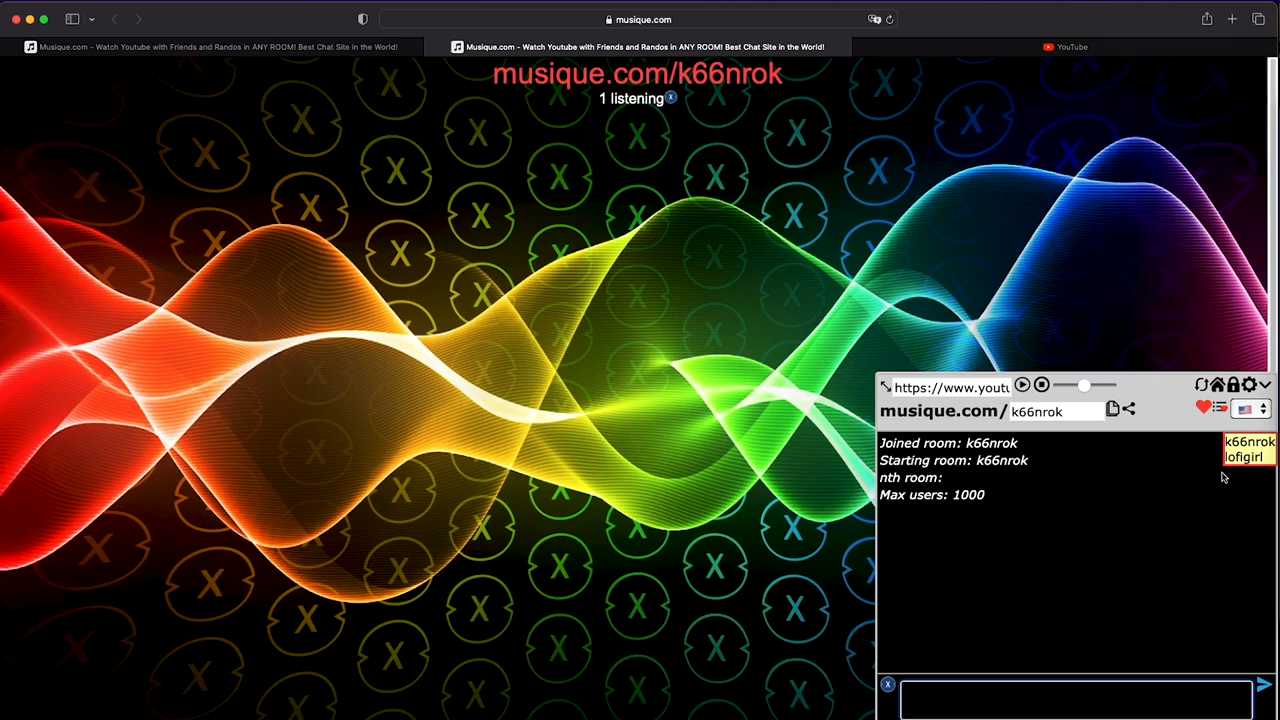 musique.com
Musique.com - Watch Youtube with Friends and Randos in ANY ROOM! Best Chat Site in the World!
Musique.com - Watch Youtube with Friends and Randos in ANY ROOM! Best Chat Site in the World!
YouTube
musique.com/k66nrok
1 listening
https://www.youtu
musique.com/ k66nrok
Joined room: k66nrok
Starting room: k66nrok
nth room:
Max users: 1000
k66nrok
lofigirl